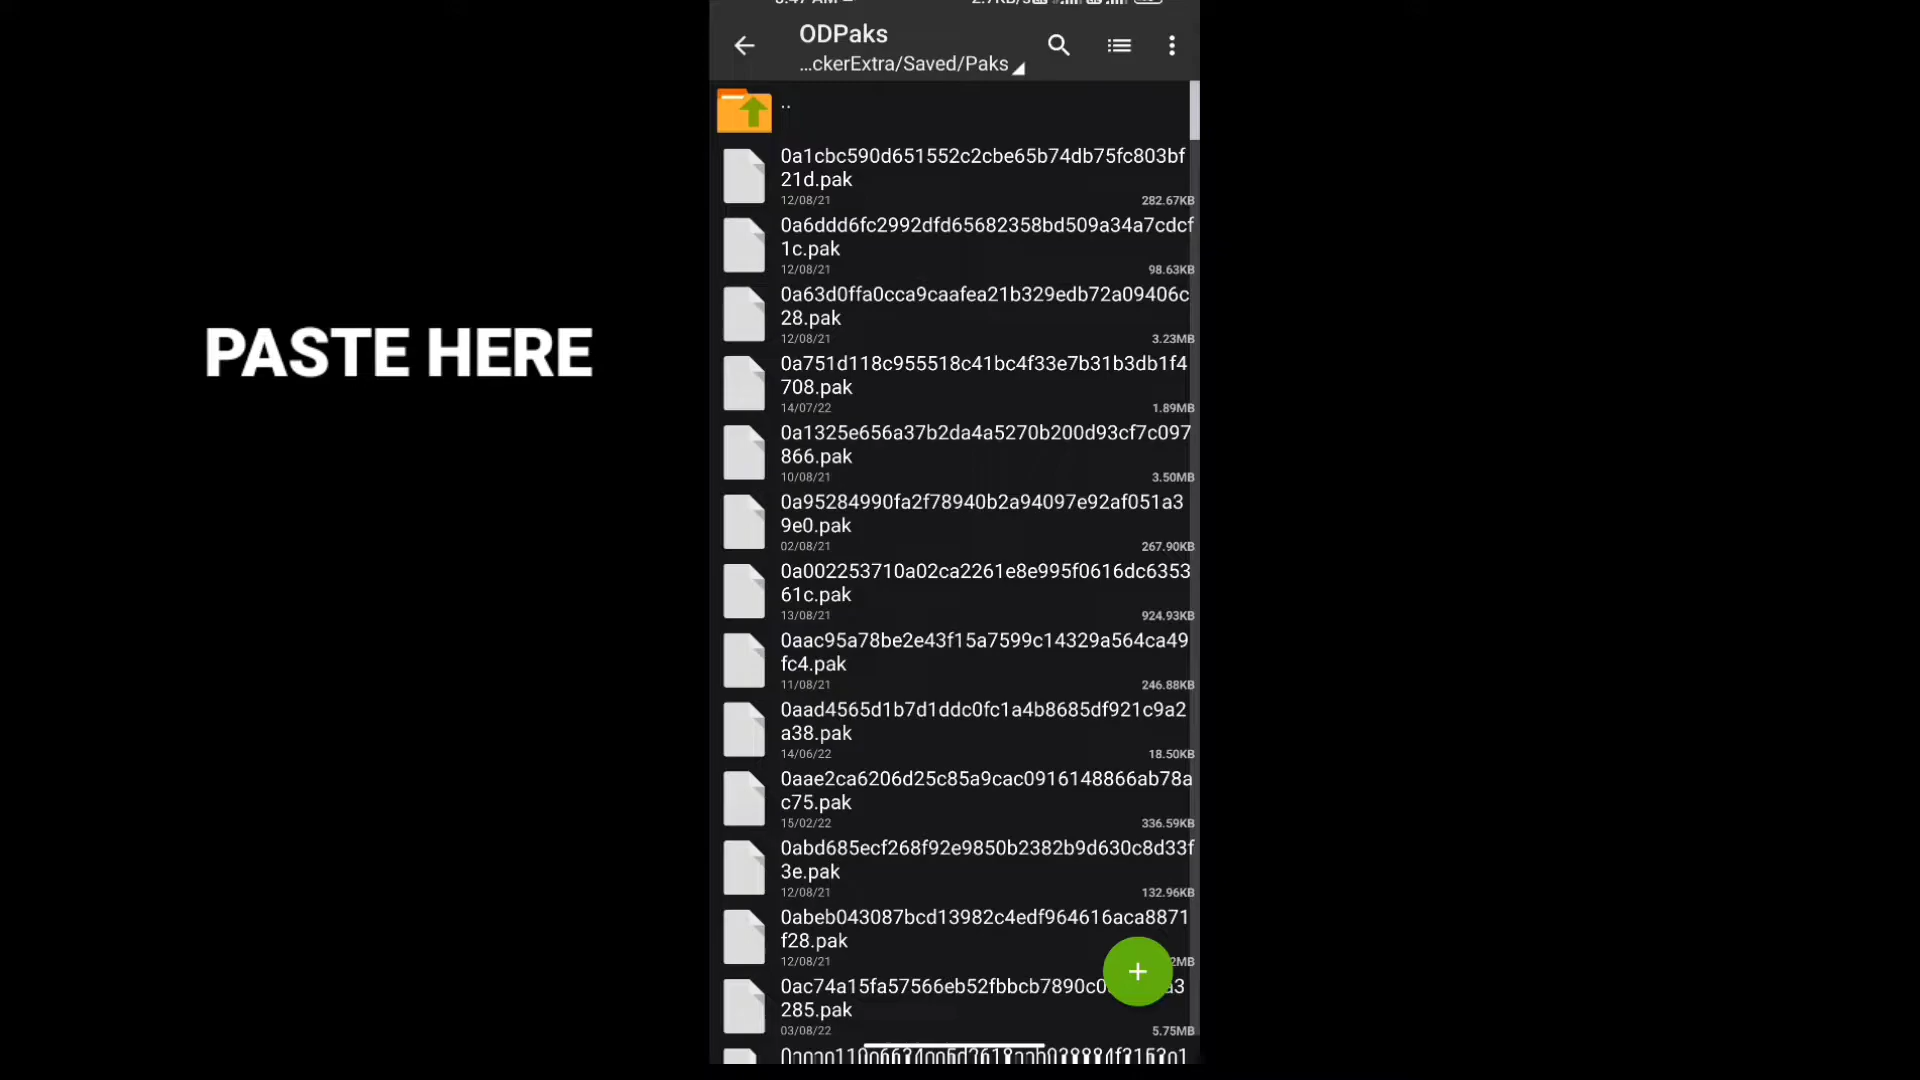 ODPaks
...ckerExtra/Saved/Paks
PASTE HERE
..
0a1cbc590d651552c2cbe65b74db75fc803bf
21d.pak
12/08/21 282.67KB
0a6ddd6fc2992dfd65682358bd509a34a7cdcf
1c.pak
12/08/21 98.63KB
0a63d0ffa0cca9caafea21b329edb72a09406c
28.pak
12/08/21 3.23MB
0a751d118c955518c41bc4f33e7b31b3db1f4
708.pak
14/07/22 1.89MB
0a1325e656a37b2da4a5270b200d93cf7c097
866.pak
10/08/21 3.50MB
0a95284990fa2f78940b2a94097e92af051a3
9e0.pak
02/08/21 267.90KB
0a002253710a02ca2261e8e995f0616dc6353
61c.pak
13/08/21 924.93KB
0aac95a78be2e43f15a7599c14329a564ca49
fc4.pak
11/08/21 246.88KB
0aad4565d1b7d1ddc0fc1a4b8685df921c9a2
a38.pak
14/06/22 18.50KB
0aae2ca6206d25c85a9cac0916148866ab78a
c75.pak
15/02/22 336.59KB
0abd685ecf268f92e9850b2382b9d630c8d33f
3e.pak
12/08/21 132.96KB
0abeb043087bcd13982c4edf964616aca8871
f28.pak
12/08/21
285.pak
03/08/22 5.75MB